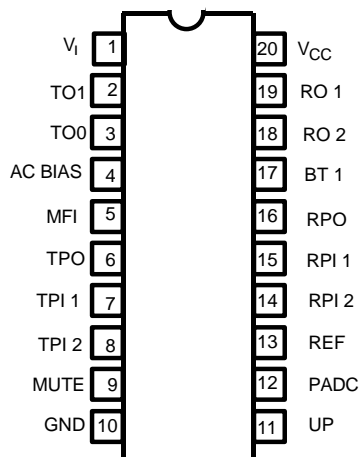 VI 1 20 VCC
TO1 2 19 RO 1
TO0 3 18 RO 2
AC BIAS 4 17 BT 1
MFI 5 16 RPO
TPO 6 15 RPI 1
TPI 1 7 14 RPI 2
TPI 2 8 13 REF
MUTE 9 12 PADC
GND 10 11 UP